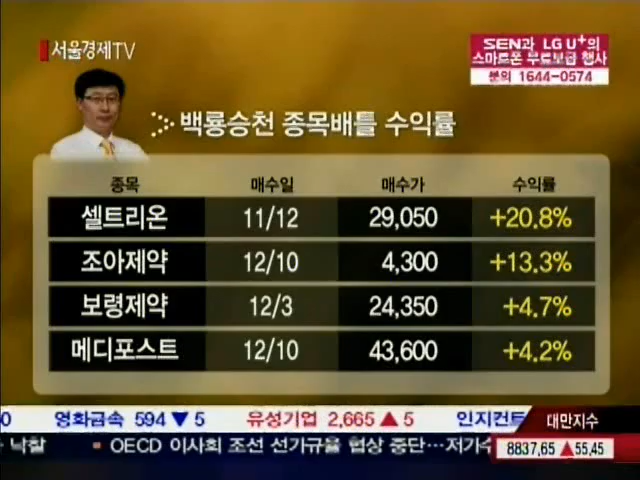 서울경제TV
SEN과 LG U+의
스마트폰 무료보급 행사
문의 1644-0574
백룡승천 종목배틀 수익률
종목 매수일 매수가 수익률
셀트리온 11/12 29,050 +20.8%
조아제약 12/10 4,300 +13.3%
보령제약 12/3 24,350 +4.7%
메디포스트 12/10 43,600 +4.2%
0 영화금속 594 ▼ 5 유성기업 2,665 ▲ 5 인지컨트 대만지수
낙찰 ▪ OECD 이사회 조선 선가규율 협상 중단…저가수 8837,65 ▲55,45